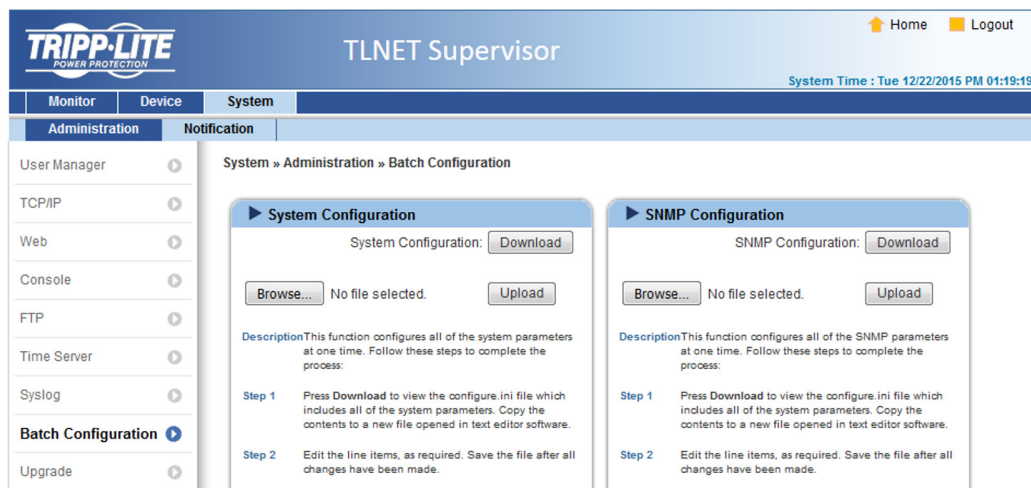 Home Logout
TRIPP·LITE
POWER PROTECTION
TLNET Supervisor
System Time : Tue 12/22/2015 PM 01:19:19
Monitor Device System
Administration Notification
User Manager
TCP/IP
Web
Console
FTP
Time Server
Syslog
Batch Configuration
Upgrade
System » Administration » Batch Configuration
System Configuration
System Configuration: Download
Browse... No file selected. Upload
Description This function configures all of the system parameters
at one time. Follow these steps to complete the
process:
Step 1 Press Download to view the configure.ini file which
includes all of the system parameters. Copy the
contents to a new file opened in text editor software.
Step 2 Edit the line items, as required. Save the file after all
changes have been made.
SNMP Configuration
SNMP Configuration: Download
Browse... No file selected. Upload
Description This function configures all of the SNMP parameters
at one time. Follow these steps to complete the
process:
Step 1 Press Download to view the configure.ini file which
includes all of the system parameters. Copy the
contents to a new file opened in text editor software.
Step 2 Edit the line items, as required. Save the file after all
changes have been made.